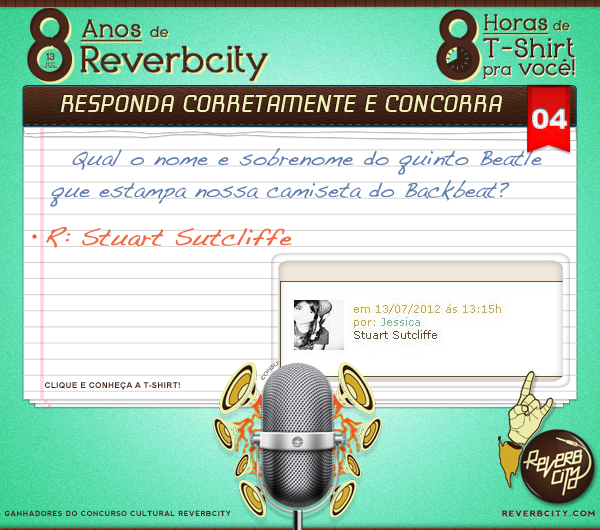 8 Anos de
13 JUL
Reverbcity
8 Horas de
T-Shirt
pra você!
RESPONDA CORRETAMENTE E CONCORRA
04
Qual o nome e sobrenome do quinto Beatle
que estampa nossa camiseta do Backbeat?
• R: Stuart Sutcliffe
em 13/07/2012 ás 13:15h
por: Jessica
Stuart Sutcliffe
CLIQUE E CONHEÇA A T-SHIRT!
REVERB
CITY
GANHADORES DO CONCURSO CULTURAL REVERBCITY
REVERBCITY.COM